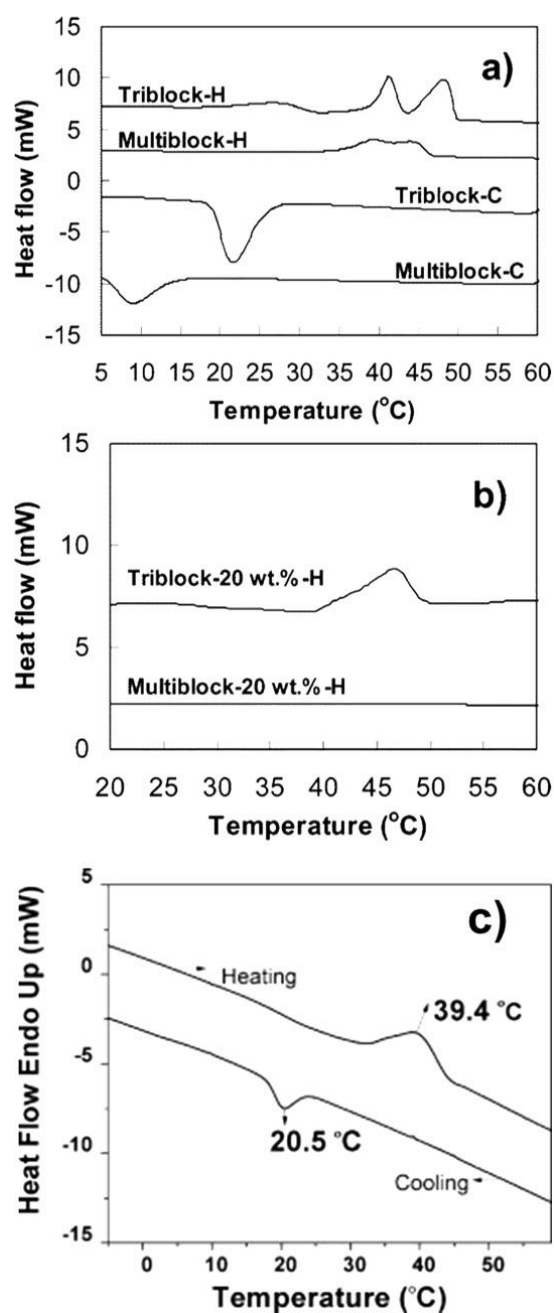 a)
15
10
5
0
-5
-10
-15
Heat flow (mW)
Triblock-H
Multiblock-H
Triblock-C
Multiblock-C
5 10 15 20 25 30 35 40 45 50 55 60
Temperature (°C)
b)
15
10
5
0
Heat flow (mW)
Triblock-20 wt.%-H
Multiblock-20 wt.%-H
20 25 30 35 40 45 50 55 60
Temperature (°C)
c)
5
0
-5
-10
-15
Heat Flow Endo Up (mW)
Heating
39.4 °C
20.5 °C
Cooling
0 10 20 30 40 50
Temperature (°C)